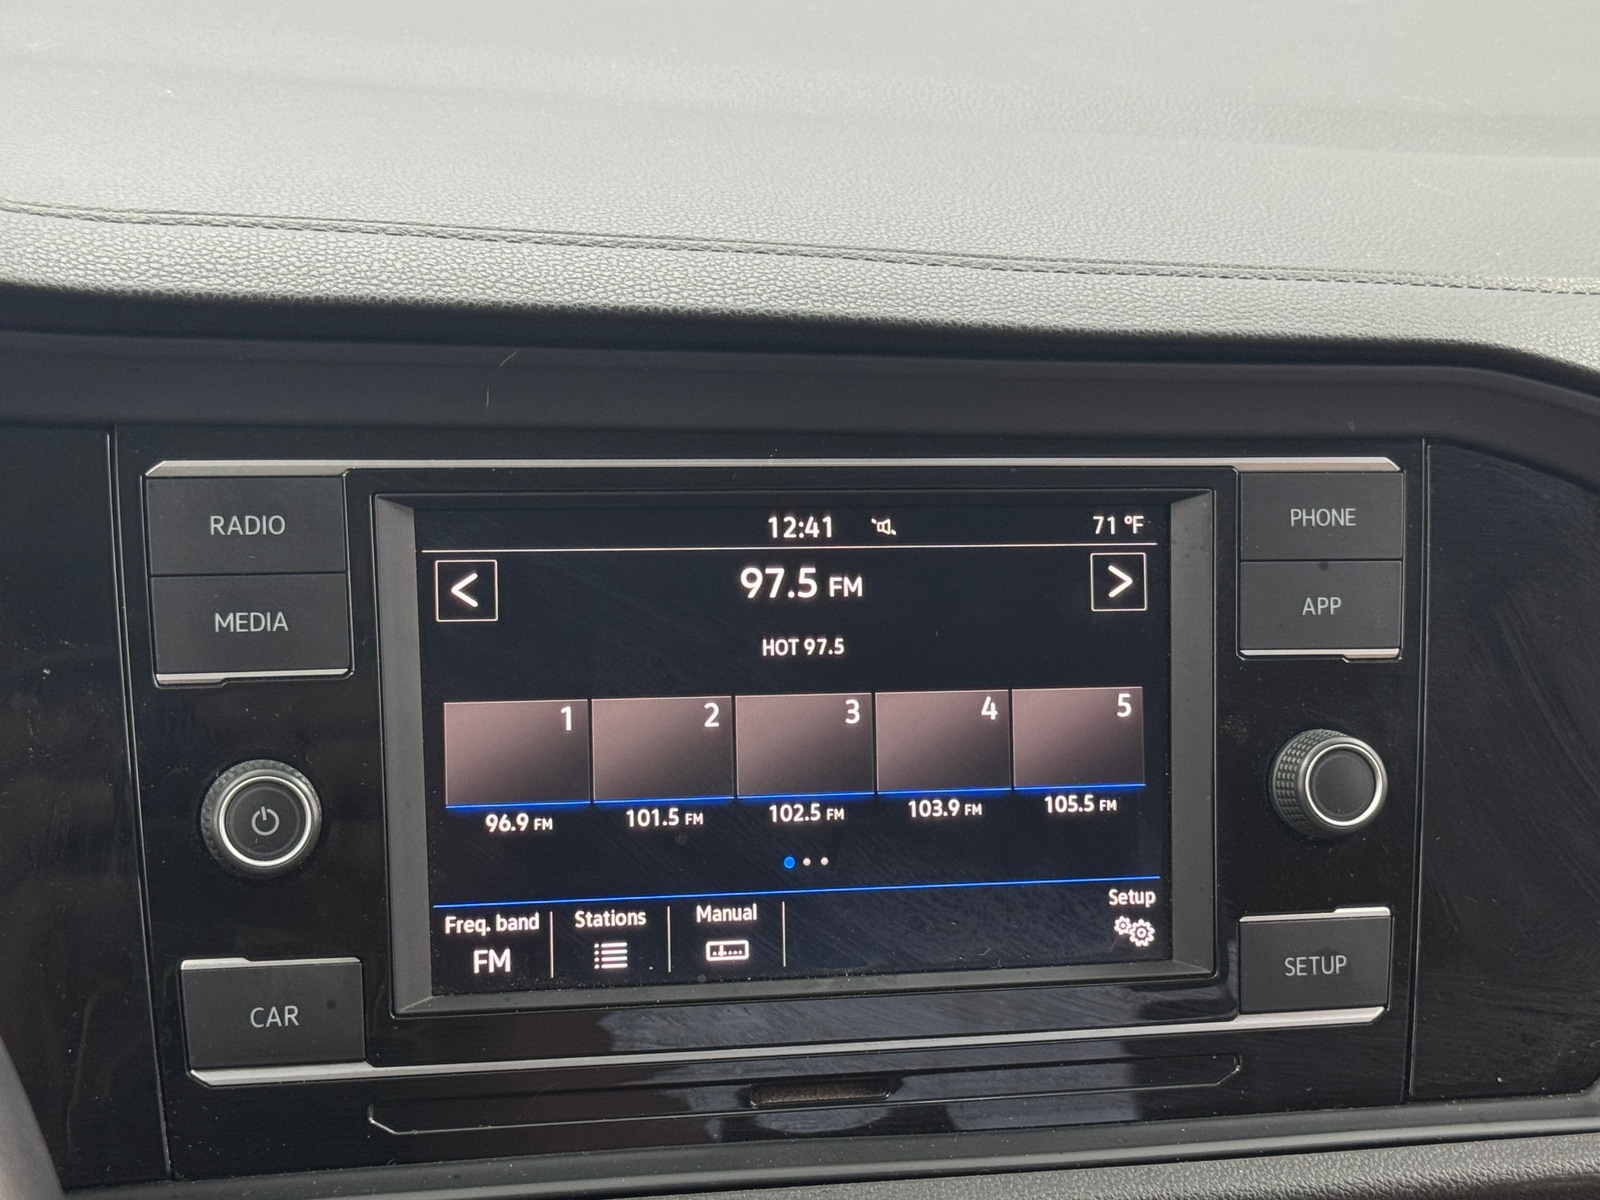 RADIO
MEDIA
CAR
12:41
71 °F
<
97.5 FM
>
HOT 97.5
1
2
3
4
5
96.9 FM
101.5 FM
102.5 FM
103.9 FM
105.5 FM
Freq. band
FM
Stations
Manual
Setup
PHONE
APP
SETUP